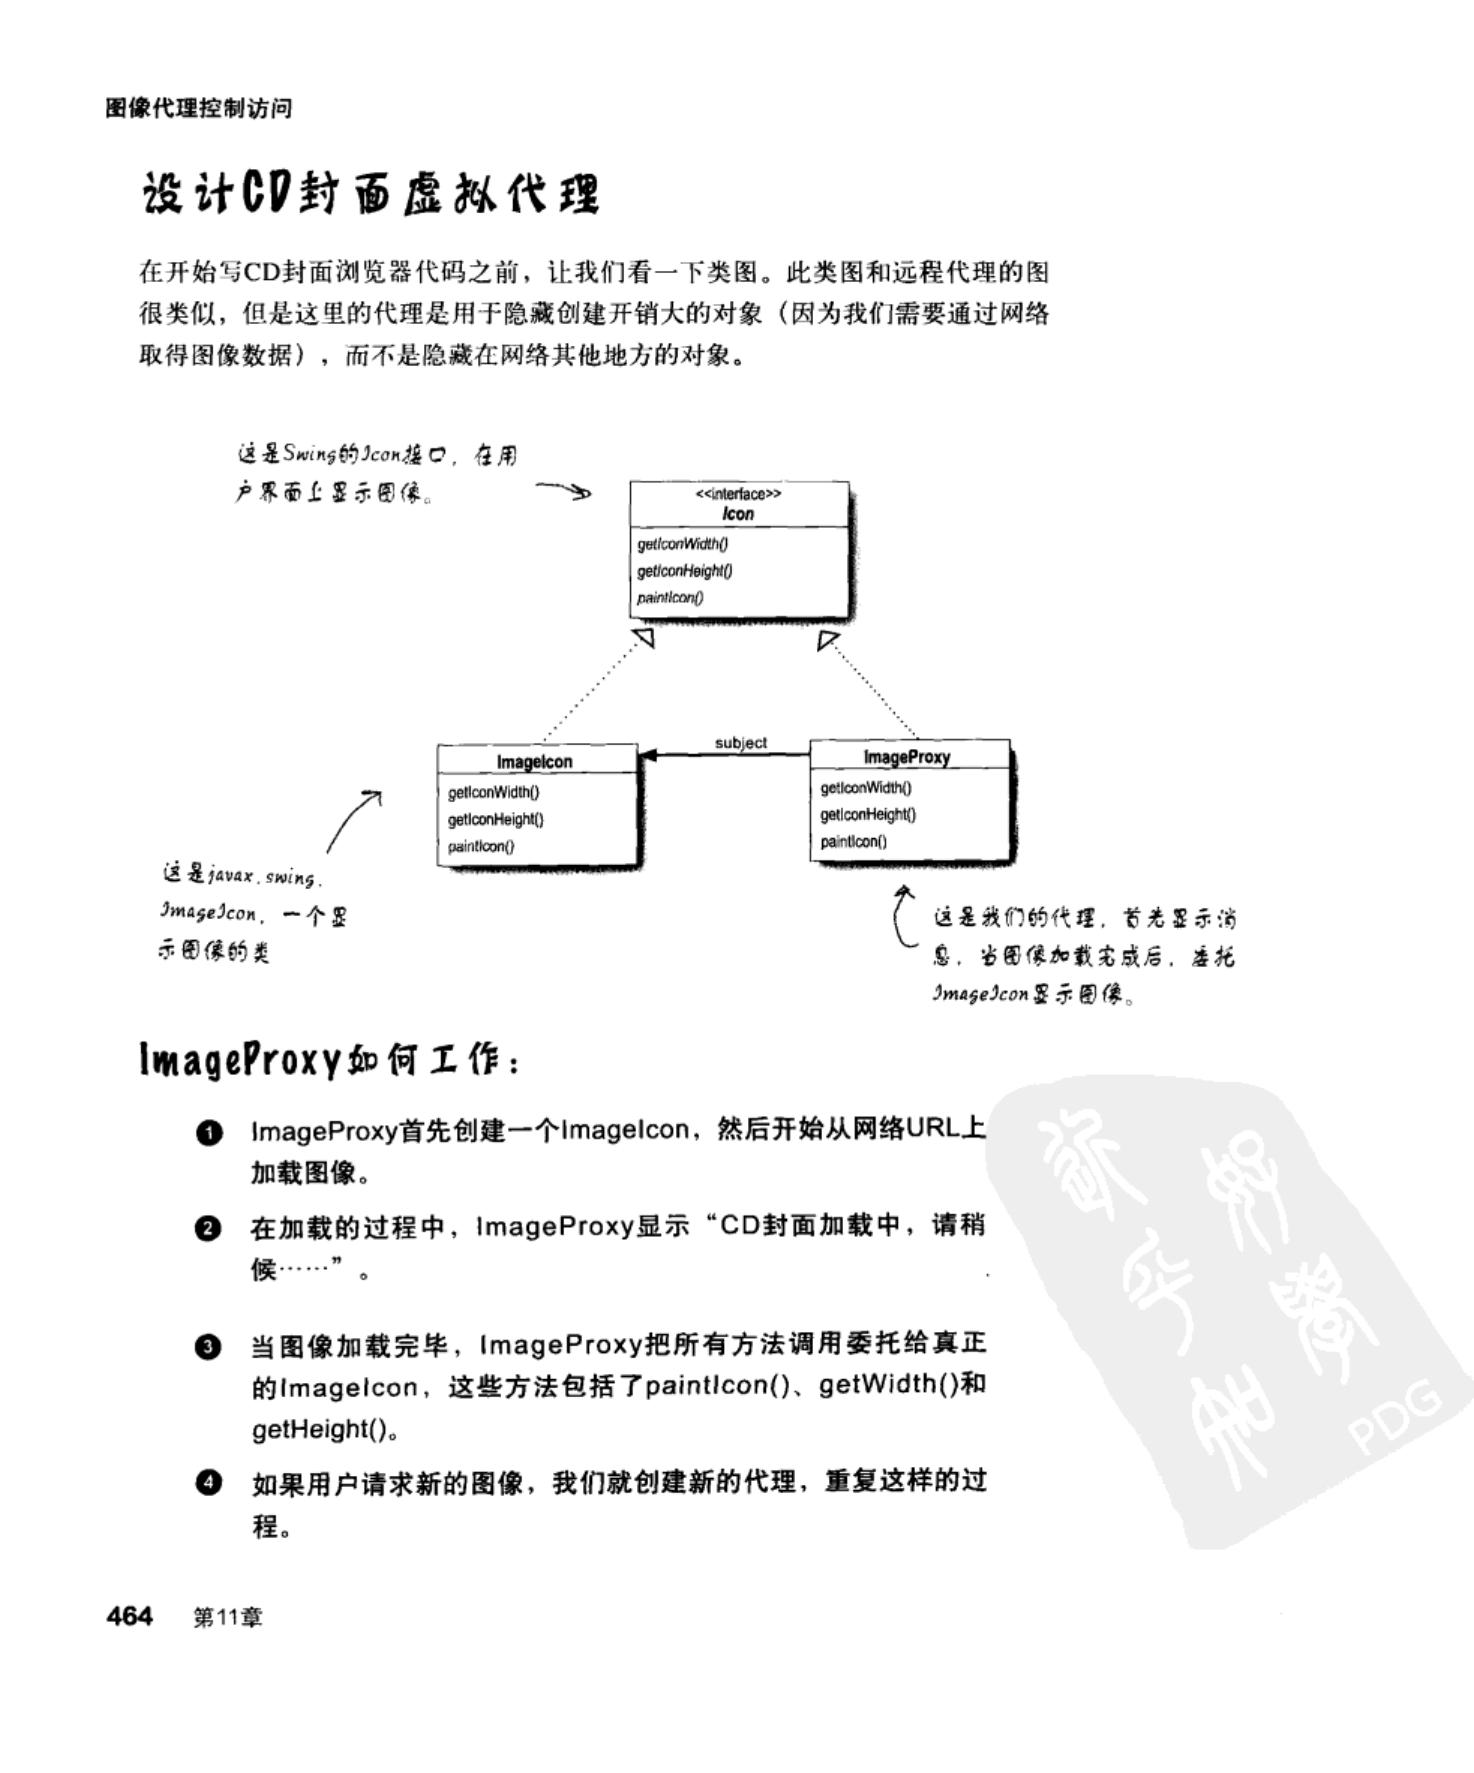 图像代理控制访问
设计CD封面虚拟代理
在开始写CD封面浏览器代码之前，让我们看一下类图。此类图和远程代理的图
很类似，但是这里的代理是用于隐藏创建开销大的对象（因为我们需要通过网络
取得图像数据），而不是隐藏在网络其他地方的对象。
这是Swing的Icon接口，在用
户界面上显示图像。
<<interface>>
Icon
getIconWidth()
getIconHeight()
paintIcon()
subject
ImageIcon
getIconWidth()
getIconHeight()
paintIcon()
ImageProxy
getIconWidth()
getIconHeight()
paintIcon()
这是javax.swing.
ImageIcon，一个显
示图像的类
这是我们的代理，首先显示消
息，当图像加载完成后，委托
ImageIcon显示图像。
ImageProxy如何工作：
1 ImageProxy首先创建一个ImageIcon，然后开始从网络URL上
加载图像。
2 在加载的过程中，ImageProxy显示“CD封面加载中，请稍
候……”。
3 当图像加载完毕，ImageProxy把所有方法调用委托给真正
的ImageIcon，这些方法包括了paintIcon()、getWidth()和
getHeight()。
4 如果用户请求新的图像，我们就创建新的代理，重复这样的过
程。
PDG
464 第11章